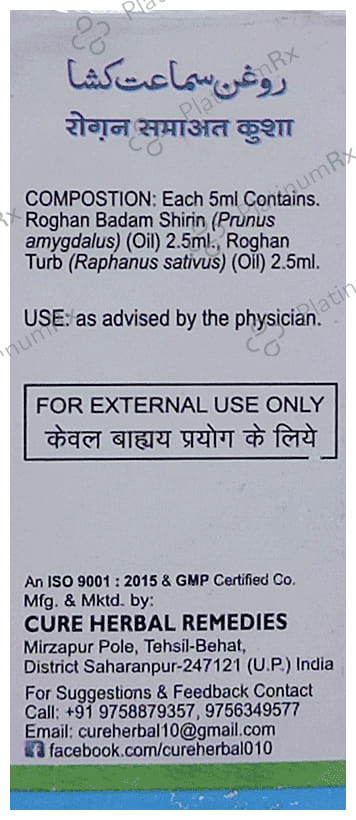 روغن سماعت کشا
रोग़न समाअत कुशा
COMPOSTION: Each 5ml Contains.
Roghan Badam Shirin (Prunus
amygdalus) (Oil) 2.5ml., Roghan
Turb (Raphanus sativus) (Oil) 2.5ml.
USE: as advised by the physician.
FOR EXTERNAL USE ONLY
केवल बाह्यय प्रयोग के लिये
An ISO 9001 : 2015 & GMP Certified Co.
Mfg. & Mktd. by:
CURE HERBAL REMEDIES
Mirzapur Pole, Tehsil-Behat,
District Saharanpur-247121 (U.P.) India
For Suggestions & Feedback Contact
Call: +91 9758879357, 9756349577
Email: cureherbal10@gmail.com
facebook.com/cureherbal010
PlatinumRx
PlatinumRx
PlatinumRx